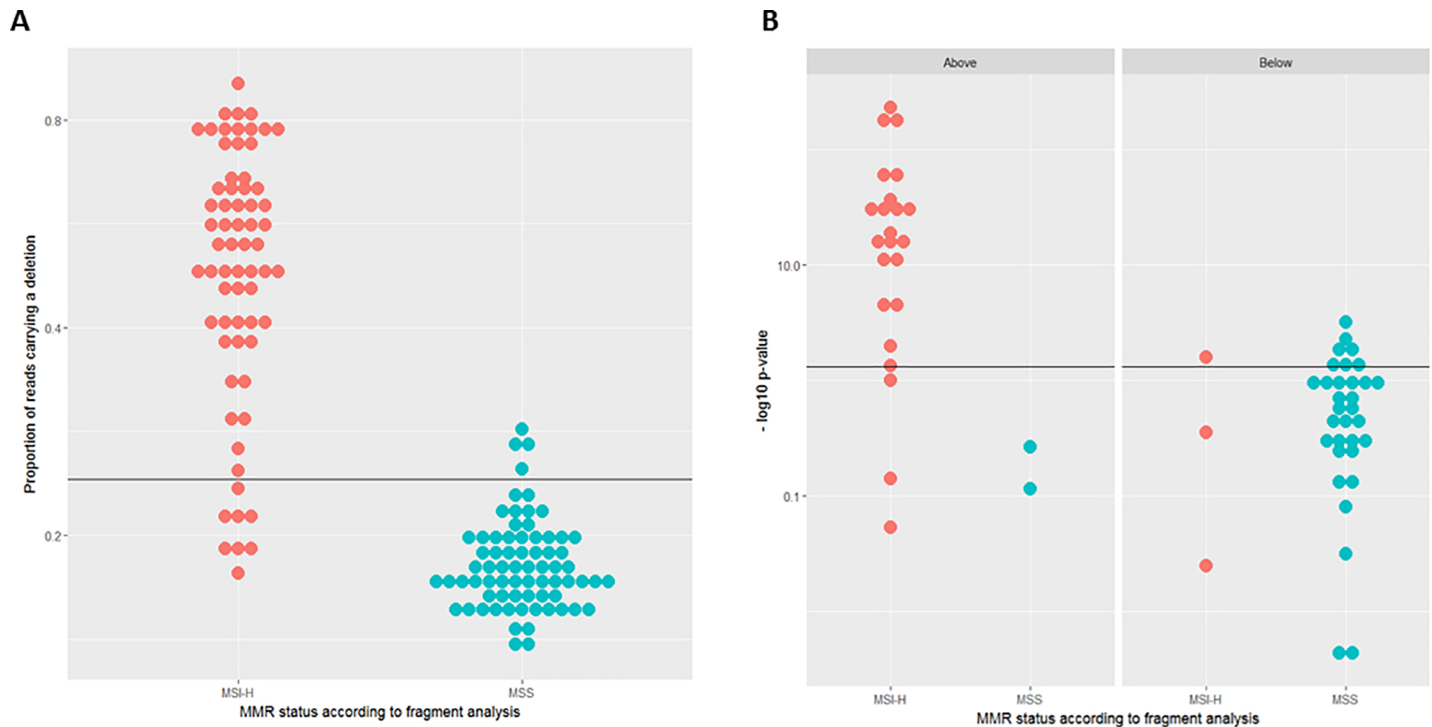 A
Proportion of reads carrying a deletion
0.8
0.4
0.2
MSI-H MSS
MMR status according to fragment analysis
B
Above Below
- log10 p-value
10.0
0.1
MSI-H MSS MSI-H MSS
MMR status according to fragment analysis